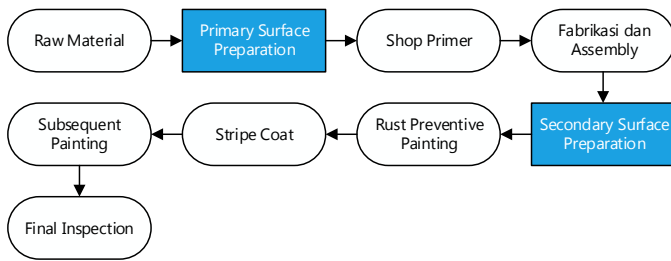 Raw Material
Primary Surface
Preparation
Shop Primer
Fabrikasi dan
Assembly
Secondary Surface
Preparation
Rust Preventive
Painting
Stripe Coat
Subsequent
Painting
Final Inspection